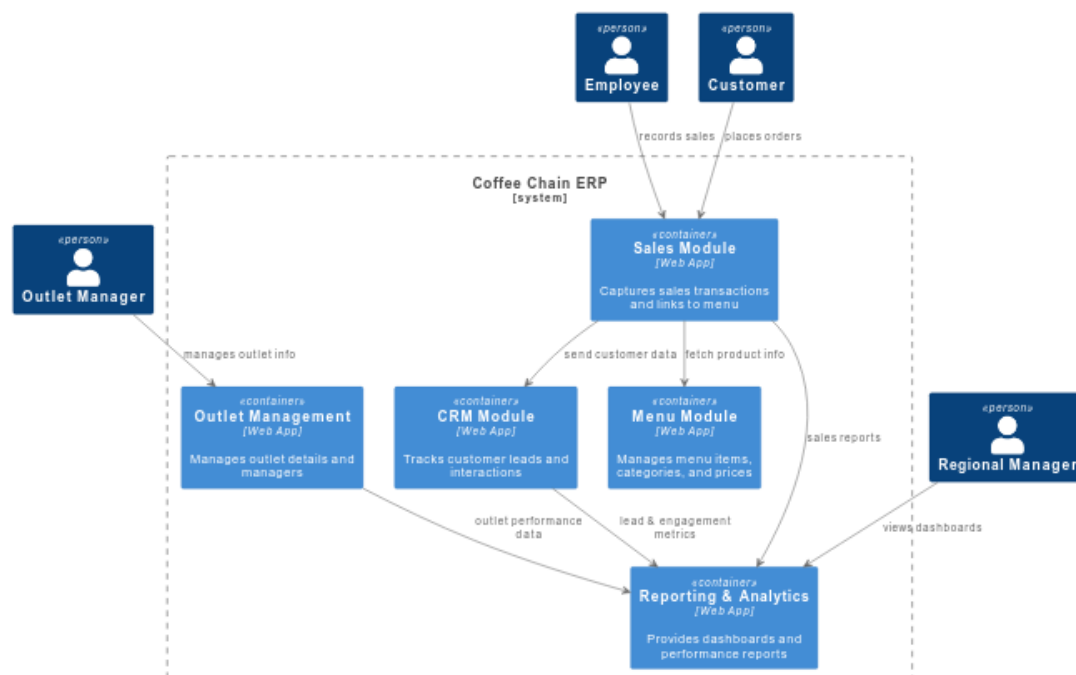 «person»
Employee
«person»
Customer
records sales
places orders
Coffee Chain ERP
[system]
«person»
Outlet Manager
«container»
Sales Module
[Web App]
Captures sales transactions
and links to menu
manages outlet info
send customer data
fetch product info
«container»
Outlet Management
[Web App]
Manages outlet details and
managers
«container»
CRM Module
[Web App]
Tracks customer leads and
interactions
«container»
Menu Module
[Web App]
Manages menu items,
categories, and prices
sales reports
«person»
Regional Manager
outlet performance
data
lead & engagement
metrics
views dashboards
«container»
Reporting & Analytics
[Web App]
Provides dashboards and
performance reports